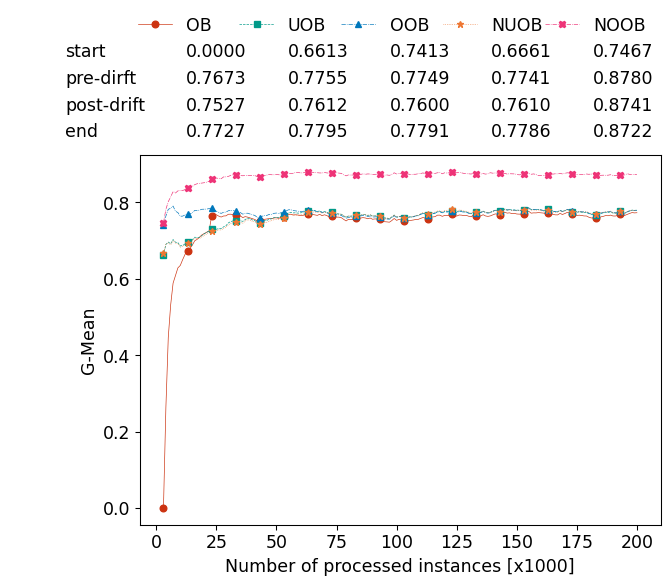 OB UOB OOB NUOB NOOB
start 0.0000 0.6613 0.7413 0.6661 0.7467
pre-dirft 0.7673 0.7755 0.7749 0.7741 0.8780
post-drift 0.7527 0.7612 0.7600 0.7610 0.8741
end 0.7727 0.7795 0.7791 0.7786 0.8722
0.8
0.6
0.4
0.2
0.0
G-Mean
0 25 50 75 100 125 150 175 200
Number of processed instances [x1000]